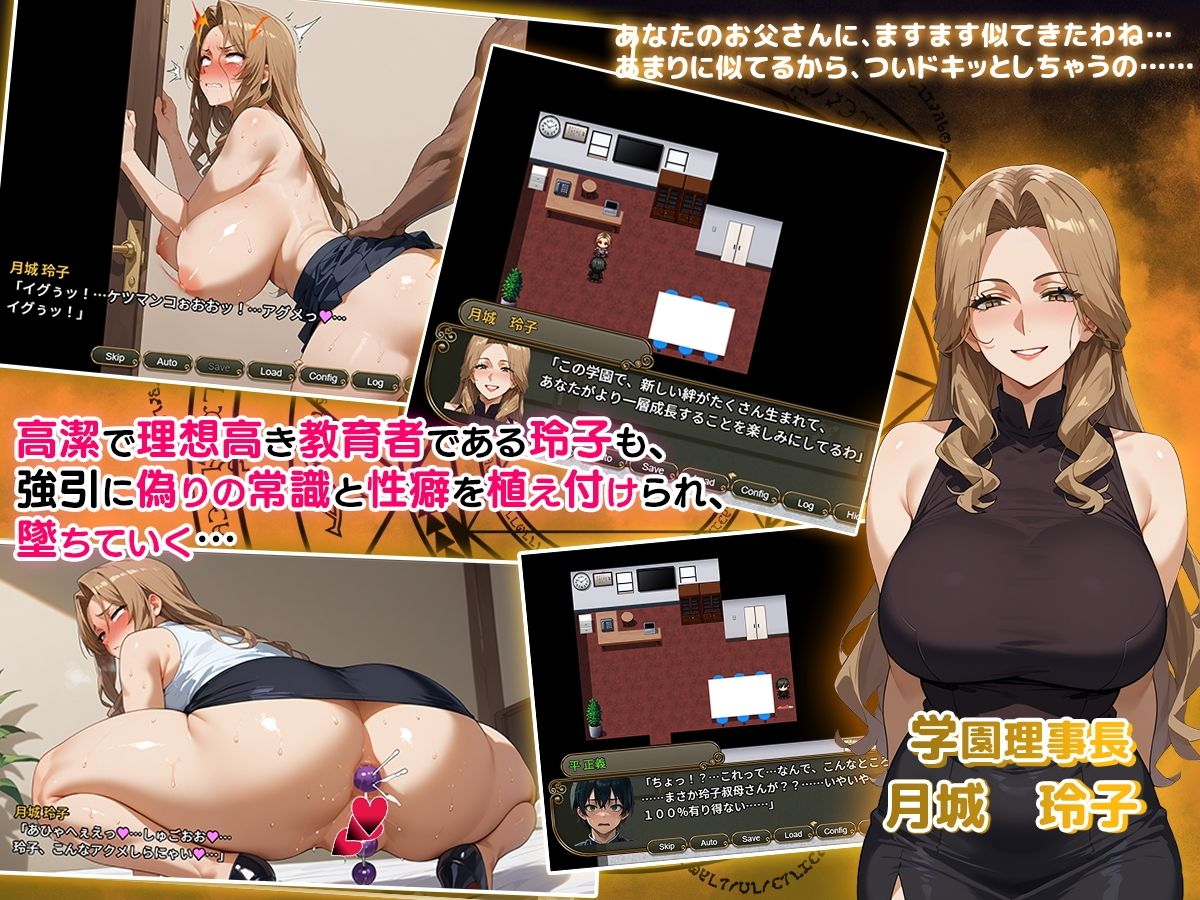 あなたのお父さんに、ますます似てきたわね…
あまりに似てるから、ついドキッとしちゃうの……
月城 玲子
「イグぅッ！…ケツマンコぉおおッ！…アグメっ♥…
イグぅッ！」
Skip
Auto
Save
Load
Config
Log
月城 玲子
「この学園で、新しい絆がたくさん生まれて、
あなたがより一層成長することを楽しみにしてるわ」
Save
Config
Log
高潔で理想高き教育者である玲子も、
強引に偽りの常識と性癖を植え付けられ、
墜ちていく…
月城 玲子
「あひゃへぇえっ♥…しゅごおお♥…
玲子、こんなアクメしらにゃい♥…」
平 正義
「ちょっ！？…これって…なんで、こんなところ
……まさか玲子叔母さんが？？……いやいや
１００％有り得ない……」
Skip
Auto
Save
Load
Config
学園理事長
月城 玲子